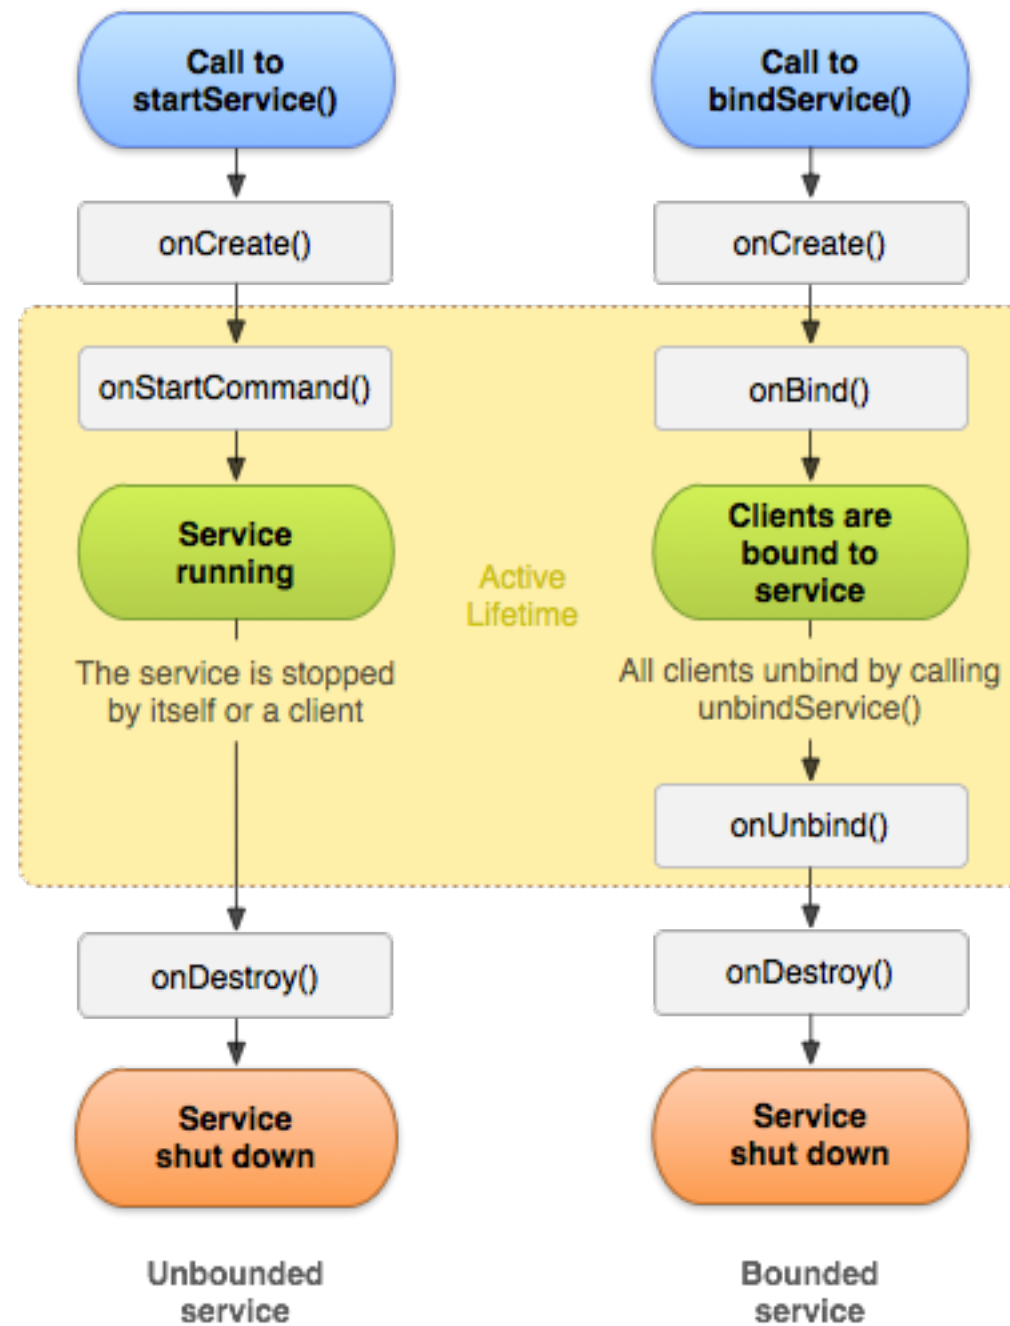 Call to
startService()
onCreate()
onStartCommand()
Service
running
The service is stopped
by itself or a client
onDestroy()
Service
shut down
Unbounded
service
Active
Lifetime
Call to
bindService()
onCreate()
onBind()
Clients are
bound to
service
All clients unbind by calling
unbindService()
onUnbind()
onDestroy()
Service
shut down
Bounded
service